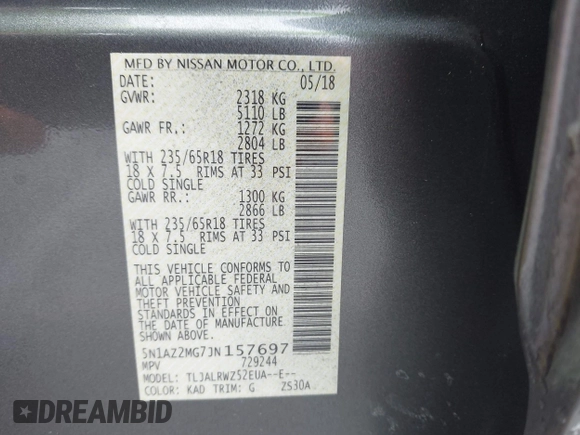 MFD BY NISSAN MOTOR CO., LTD.
DATE: 05/18
GVWR: 2318 KG
5110 LB
GAWR FR.: 1272 KG
2804 LB
WITH 235/65R18 TIRES
18 X 7.5 RIMS AT 33 PSI
COLD SINGLE
GAWR RR.: 1300 KG
2866 LB
WITH 235/65R18 TIRES
18 X 7.5 RIMS AT 33 PSI
COLD SINGLE
THIS VEHICLE CONFORMS TO
ALL APPLICABLE FEDERAL
MOTOR VEHICLE SAFETY AND
THEFT PREVENTION
STANDARDS IN EFFECT ON
THE DATE OF MANUFACTURE
SHOWN ABOVE.
5N1AZ2MG7JN157697
MPV 729244
MODEL: TLJALRWZ52EUA--E--
COLOR: KAD TRIM: G ZS30A
© Bidcars